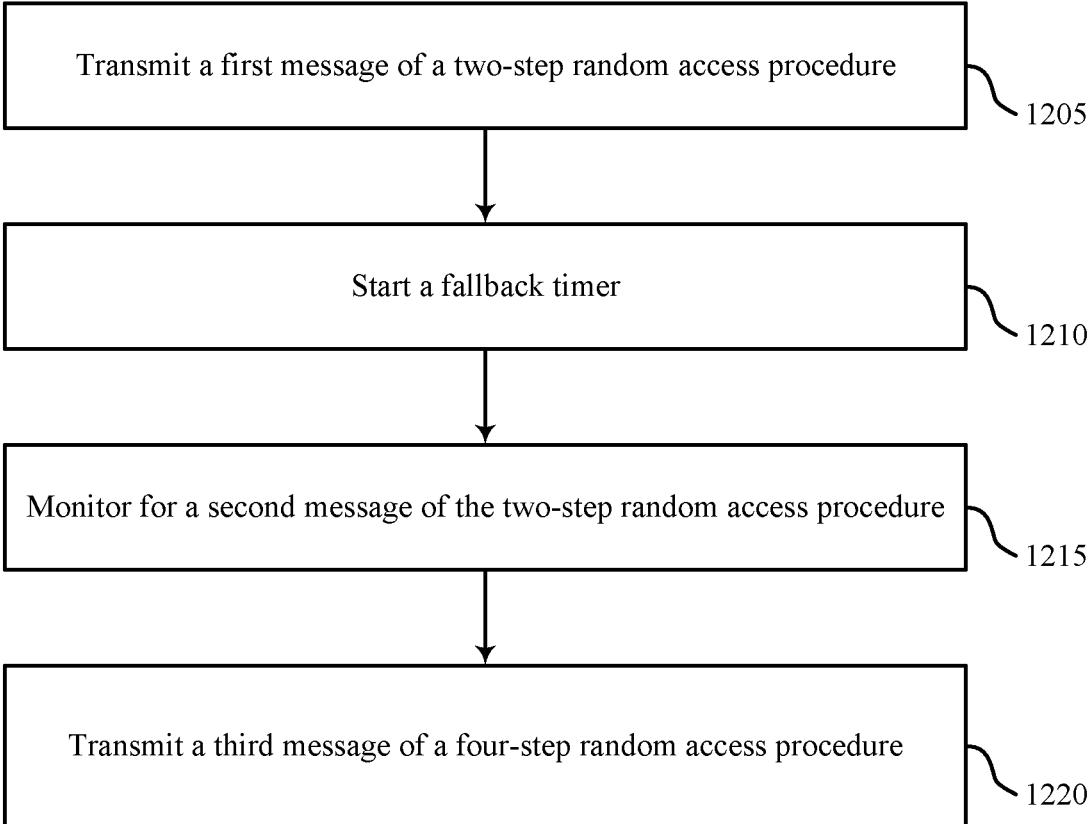 Transmit a first message of a two-step random access procedure
1205
Start a fallback timer
1210
Monitor for a second message of the two-step random access procedure
1215
Transmit a third message of a four-step random access procedure
1220